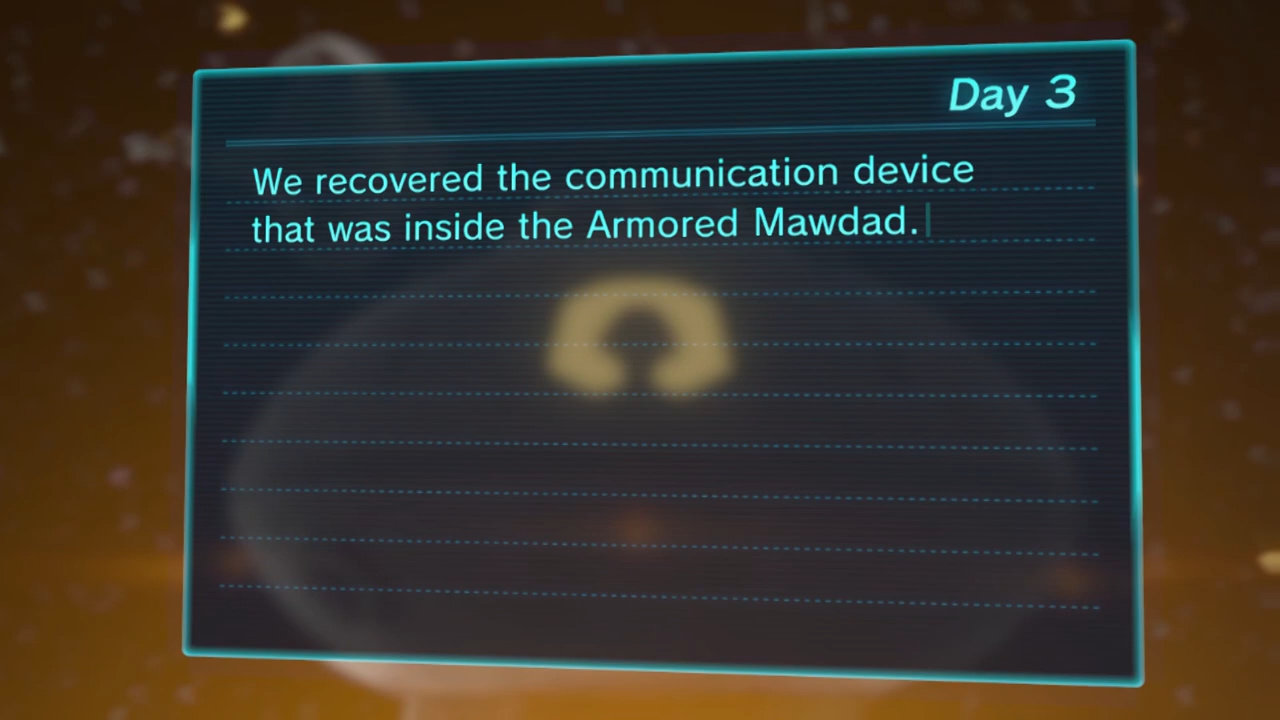 Day 3
We recovered the communication device
that was inside the Armored Mawdad.